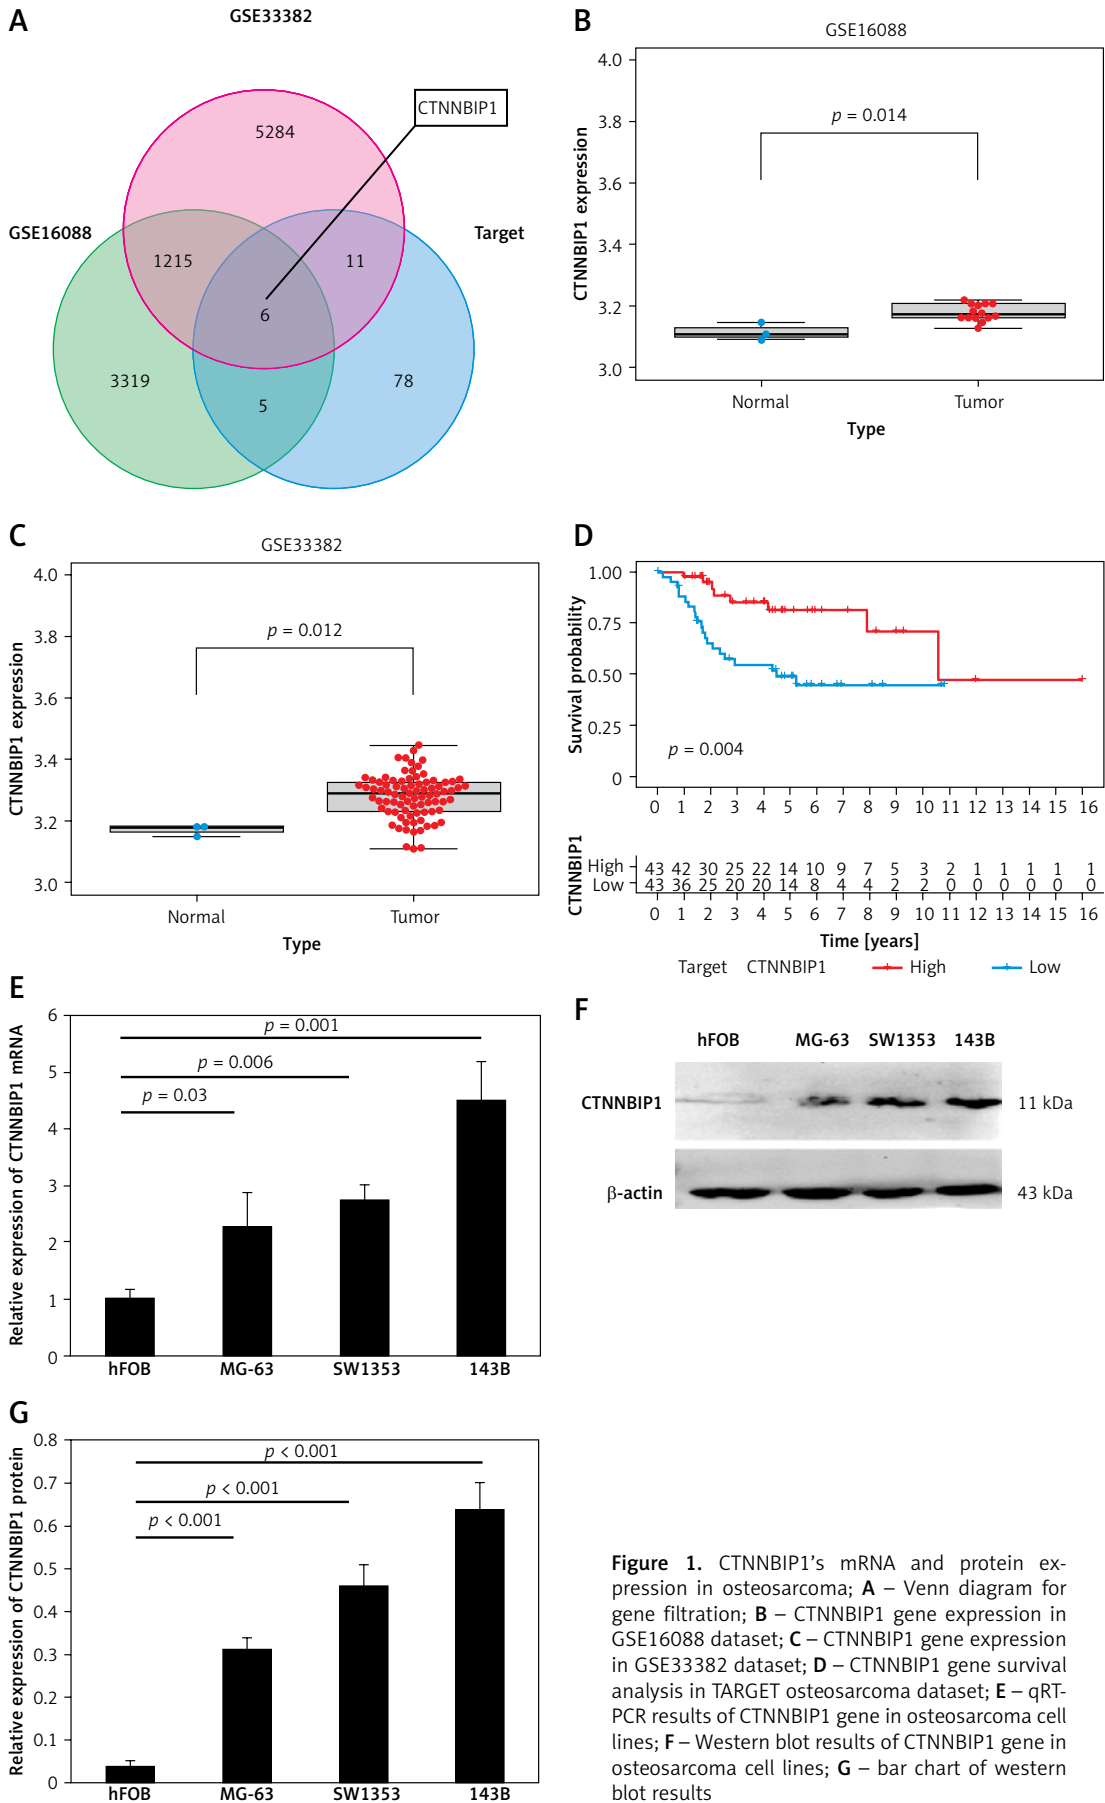 A
GSE33382
CTNNBIP1
5284
GSE16088
Target
1215
11
6
3319
78
5
B
GSE16088
CTNNBIP1 expression
4.0
3.8
3.6
3.4
3.2
3.0
p = 0.014
Normal
Tumor
Type
C
GSE33382
CTNNBIP1 expression
4.0
3.8
3.6
3.4
3.2
3.0
p = 0.012
Normal
Tumor
Type
D
Survival probability
1.00
0.75
0.50
0.25
0
p = 0.004
0 1 2 3 4 5 6 7 8 9 10 11 12 13 14 15 16
CTNNBIP1
High 43 42 30 25 22 14 10 9 7 5 3 2 1 1 1 1 1
Low 43 36 25 20 20 14 8 4 4 2 2 0 0 0 0 0 0
0 1 2 3 4 5 6 7 8 9 10 11 12 13 14 15 16
Time [years]
Target CTNNBIP1 High Low
E
Relative expression of CTNNBIP1 mRNA
6
5
4
3
2
1
0
p = 0.001
p = 0.006
p = 0.03
hFOB MG-63 SW1353 143B
F
hFOB MG-63 SW1353 143B
CTNNBIP1 11 kDa
β-actin 43 kDa
G
Relative expression of CTNNBIP1 protein
0.8
0.7
0.6
0.5
0.4
0.3
0.2
0.1
0
p < 0.001
p < 0.001
p < 0.001
hFOB MG-63 SW1353 143B
Figure 1. CTNNBIP1's mRNA and protein ex-
pression in osteosarcoma; A – Venn diagram for
gene filtration; B – CTNNBIP1 gene expression in
GSE16088 dataset; C – CTNNBIP1 gene expression
in GSE33382 dataset; D – CTNNBIP1 gene survival
analysis in TARGET osteosarcoma dataset; E – qRT-
PCR results of CTNNBIP1 gene in osteosarcoma cell
lines; F – Western blot results of CTNNBIP1 gene in
osteosarcoma cell lines; G – bar chart of western
blot results